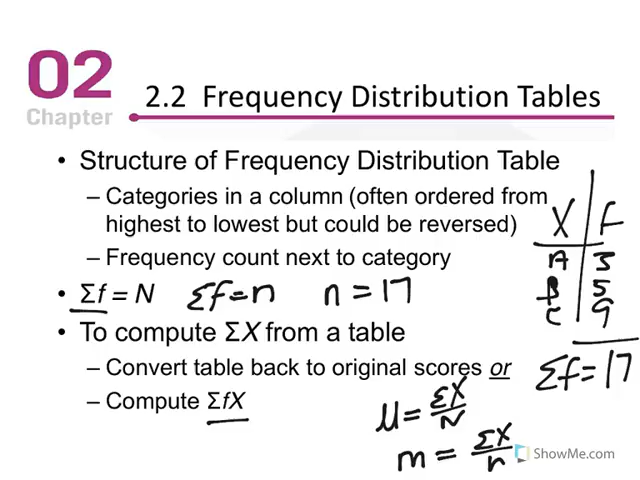 02
Chapter
2.2 Frequency Distribution Tables
• Structure of Frequency Distribution Table
– Categories in a column (often ordered from
highest to lowest but could be reversed)
– Frequency count next to category
X F
A 3
B 5
C 9
Σf = 17
• Σf = N Σf = n n = 17
• To compute ΣX from a table
– Convert table back to original scores or
– Compute ΣfX
μ = ΣX/N
m = ΣX/n
ShowMe.com